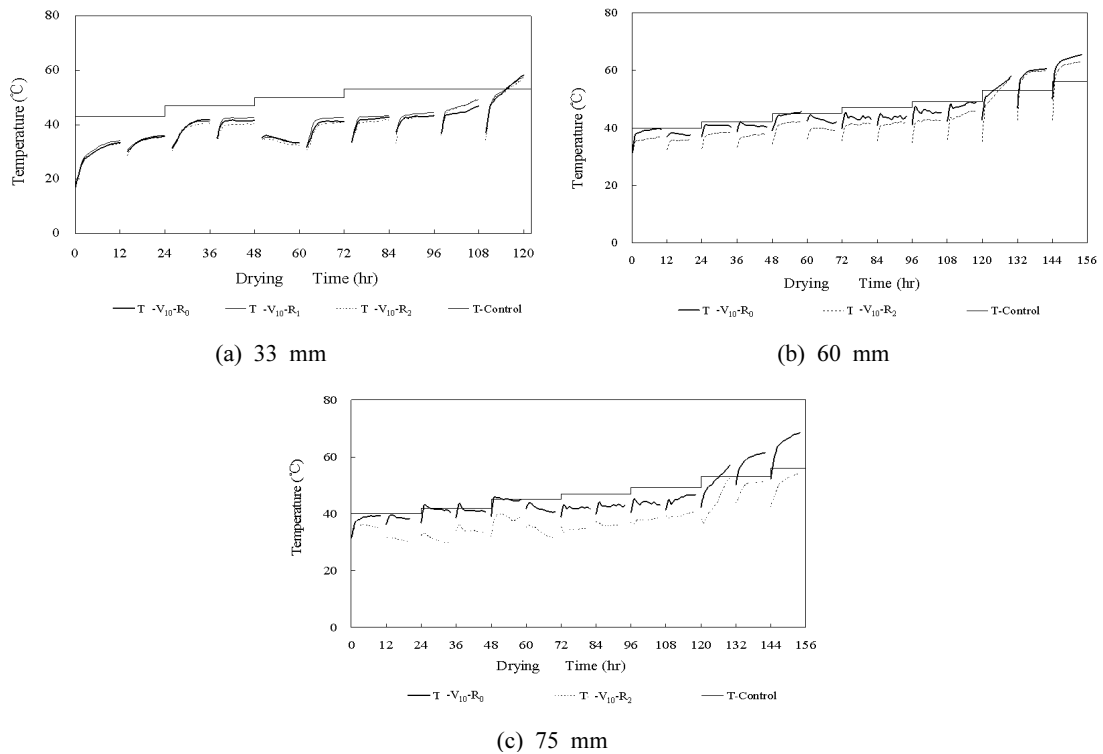 80
60
40
20
0
Temperature (℃)
0 12 24 36 48 60 72 84 96 108 120
Drying Time (hr)
T -V10-R0 T -V10-R1 T -V10-R2 T-Control
(a) 33 mm
80
60
40
20
0
Temperature (℃)
0 12 24 36 48 60 72 84 96 108 120 132 144 156
Drying Time (hr)
T -V10-R0 T -V10-R2 T-Control
(b) 60 mm
80
60
40
20
0
Temperature (℃)
0 12 24 36 48 60 72 84 96 108 120 132 144 156
Drying Time (hr)
T -V10-R0 T -V10-R2 T-Control
(c) 75 mm